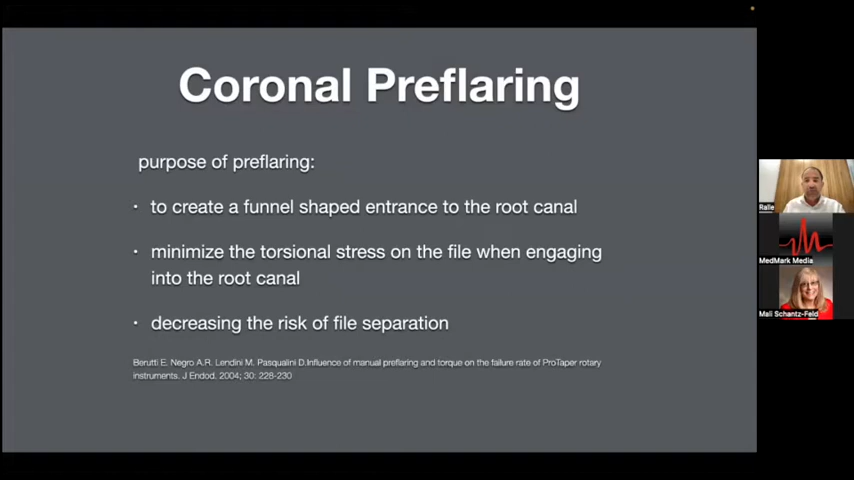 Coronal Preflaring
purpose of preflaring:
· to create a funnel shaped entrance to the root canal
· minimize the torsional stress on the file when engaging
into the root canal
· decreasing the risk of file separation
Berutti E. Negro A.R. Lendini M. Pasqualini D.Influence of manual preflaring and torque on the failure rate of ProTaper rotary
instruments. J Endod. 2004; 30: 228-230
Ralle
MedMark Media
Mali Schantz-Feld